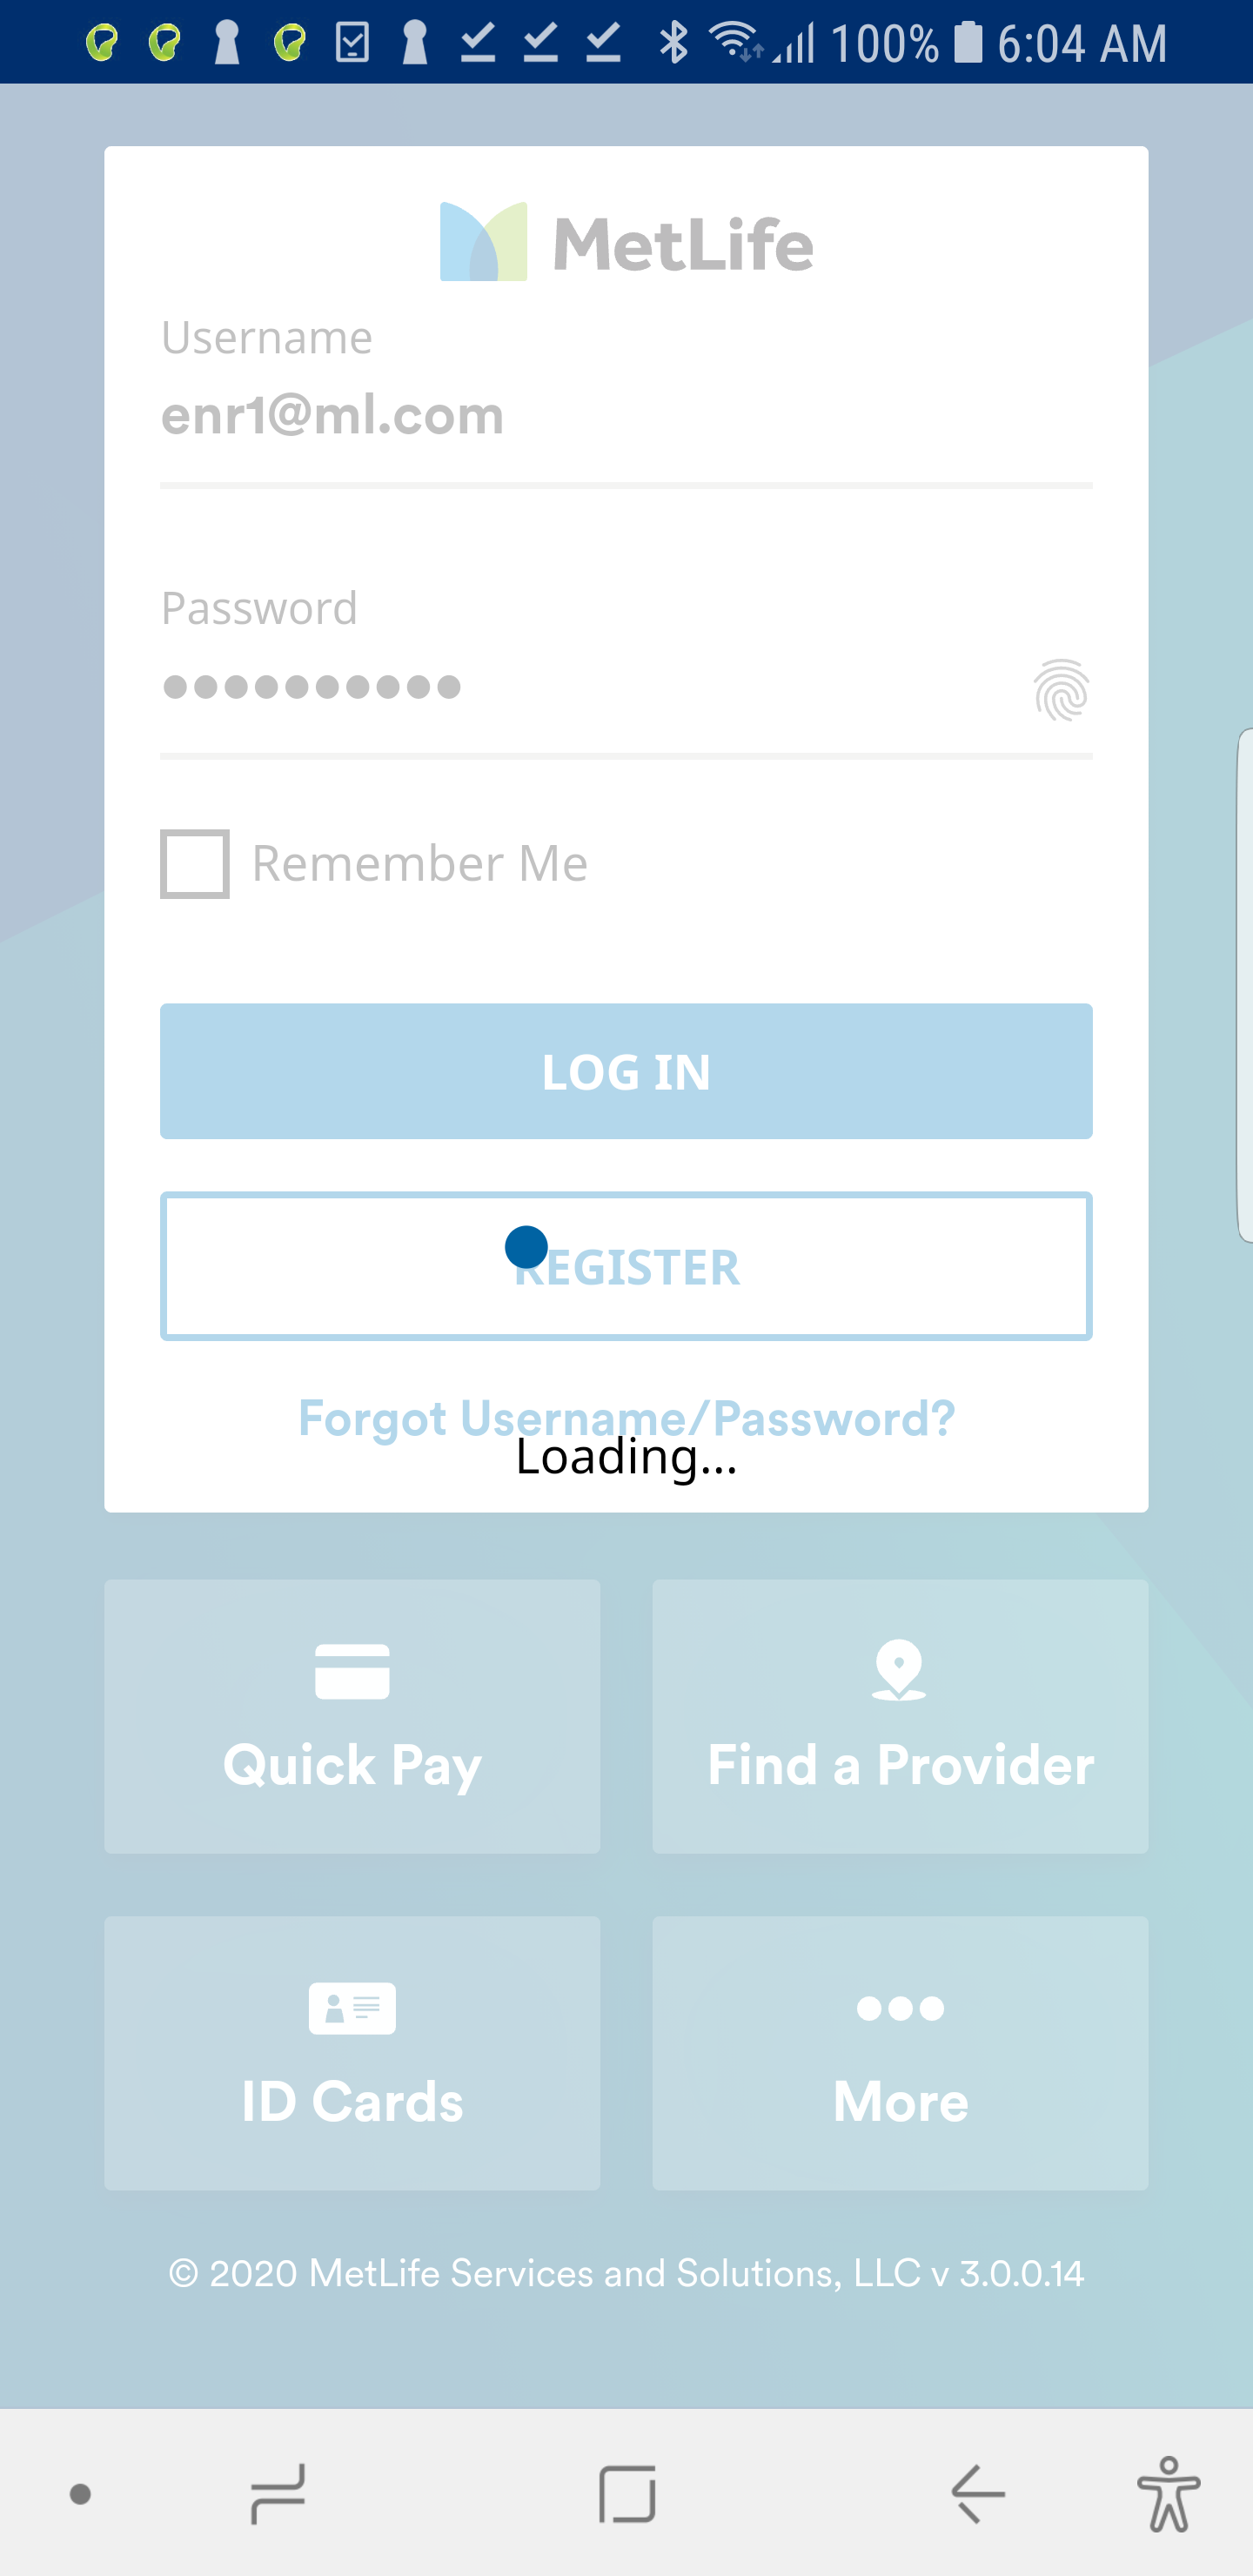 100% 6:04 AM
MetLife
Username
enr1@ml.com
Password
Remember Me
LOG IN
REGISTER
Forgot Username/Password?
Loading...
Quick Pay
Find a Provider
ID Cards
More
© 2020 MetLife Services and Solutions, LLC v 3.0.0.14